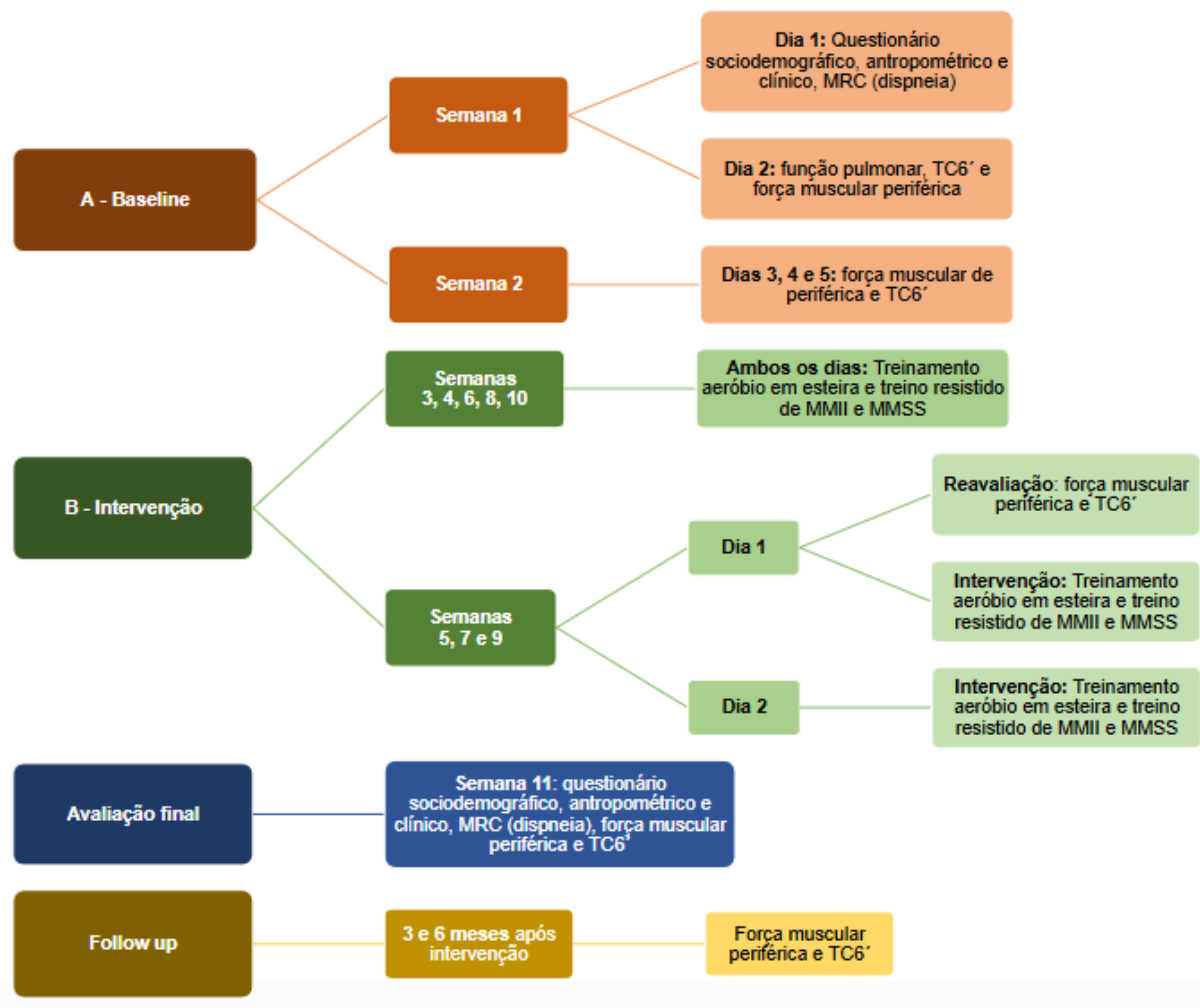 A - Baseline
Semana 1
Dia 1: Questionário
sociodemográfico, antropométrico e
clínico, MRC (dispneia)
Dia 2: função pulmonar, TC6´ e
força muscular periférica
Semana 2
Dias 3, 4 e 5: força muscular de
periférica e TC6´
B - Intervenção
Semanas
3, 4, 6, 8, 10
Ambos os dias: Treinamento
aeróbio em esteira e treino resistido
de MMII e MMSS
Semanas
5, 7 e 9
Dia 1
Reavaliação: força muscular
periférica e TC6´
Intervenção: Treinamento
aeróbio em esteira e treino
resistido de MMII e MMSS
Dia 2
Intervenção: Treinamento
aeróbio em esteira e treino
resistido de MMII e MMSS
Avaliação final
Semana 11: questionário
sociodemográfico, antropométrico e
clínico, MRC (dispneia), força muscular
periférica e TC6´
Follow up
3 e 6 meses após
intervenção
Força muscular
periférica e TC6´